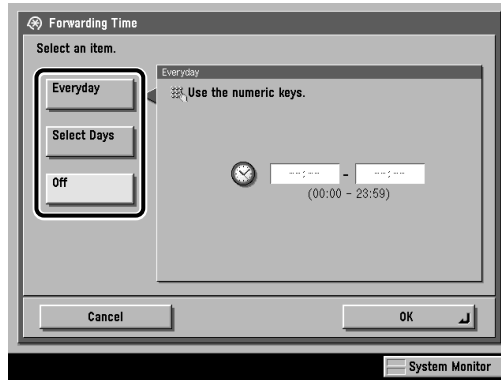 Forwarding Time
Select an item.
Everyday
Everyday
Use the numeric keys.
Select Days
Off
--:-- - --:--
(00:00 - 23:59)
Cancel
OK
System Monitor